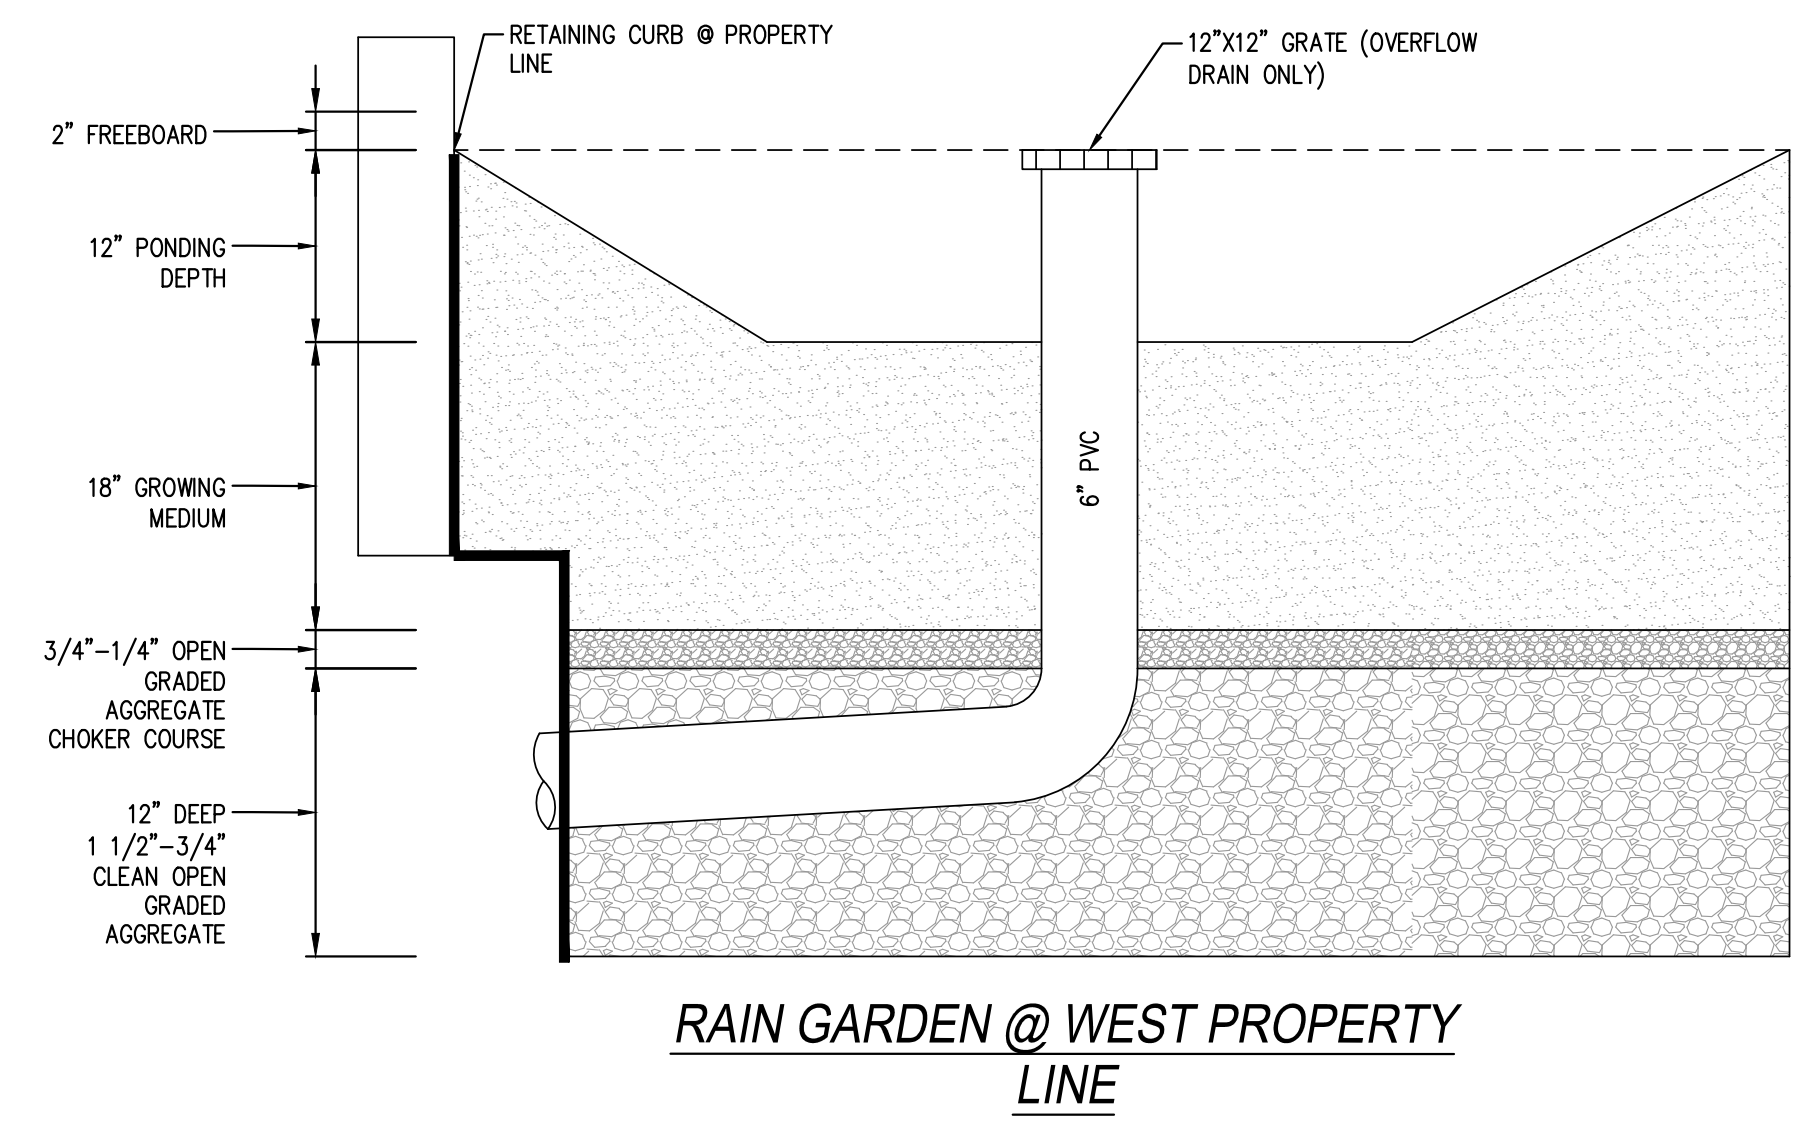 RETAINING CURB @ PROPERTY
LINE
12"X12" GRATE (OVERFLOW
DRAIN ONLY)
2" FREEBOARD
12" PONDING
DEPTH
18" GROWING
MEDIUM
6" PVC
3/4"-1/4" OPEN
GRADED
AGGREGATE
CHOKER COURSE
12" DEEP
1 1/2"-3/4"
CLEAN OPEN
GRADED
AGGREGATE
RAIN GARDEN @ WEST PROPERTY
LINE